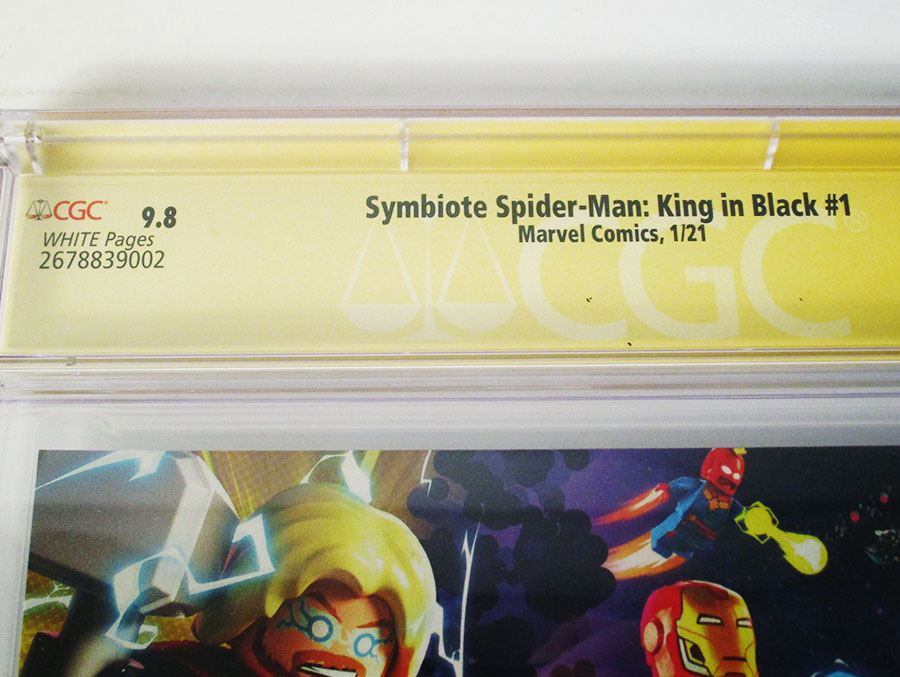 CGC 9.8
WHITE Pages
2678839002
Symbiote Spider-Man: King in Black #1
Marvel Comics, 1/21
CGC